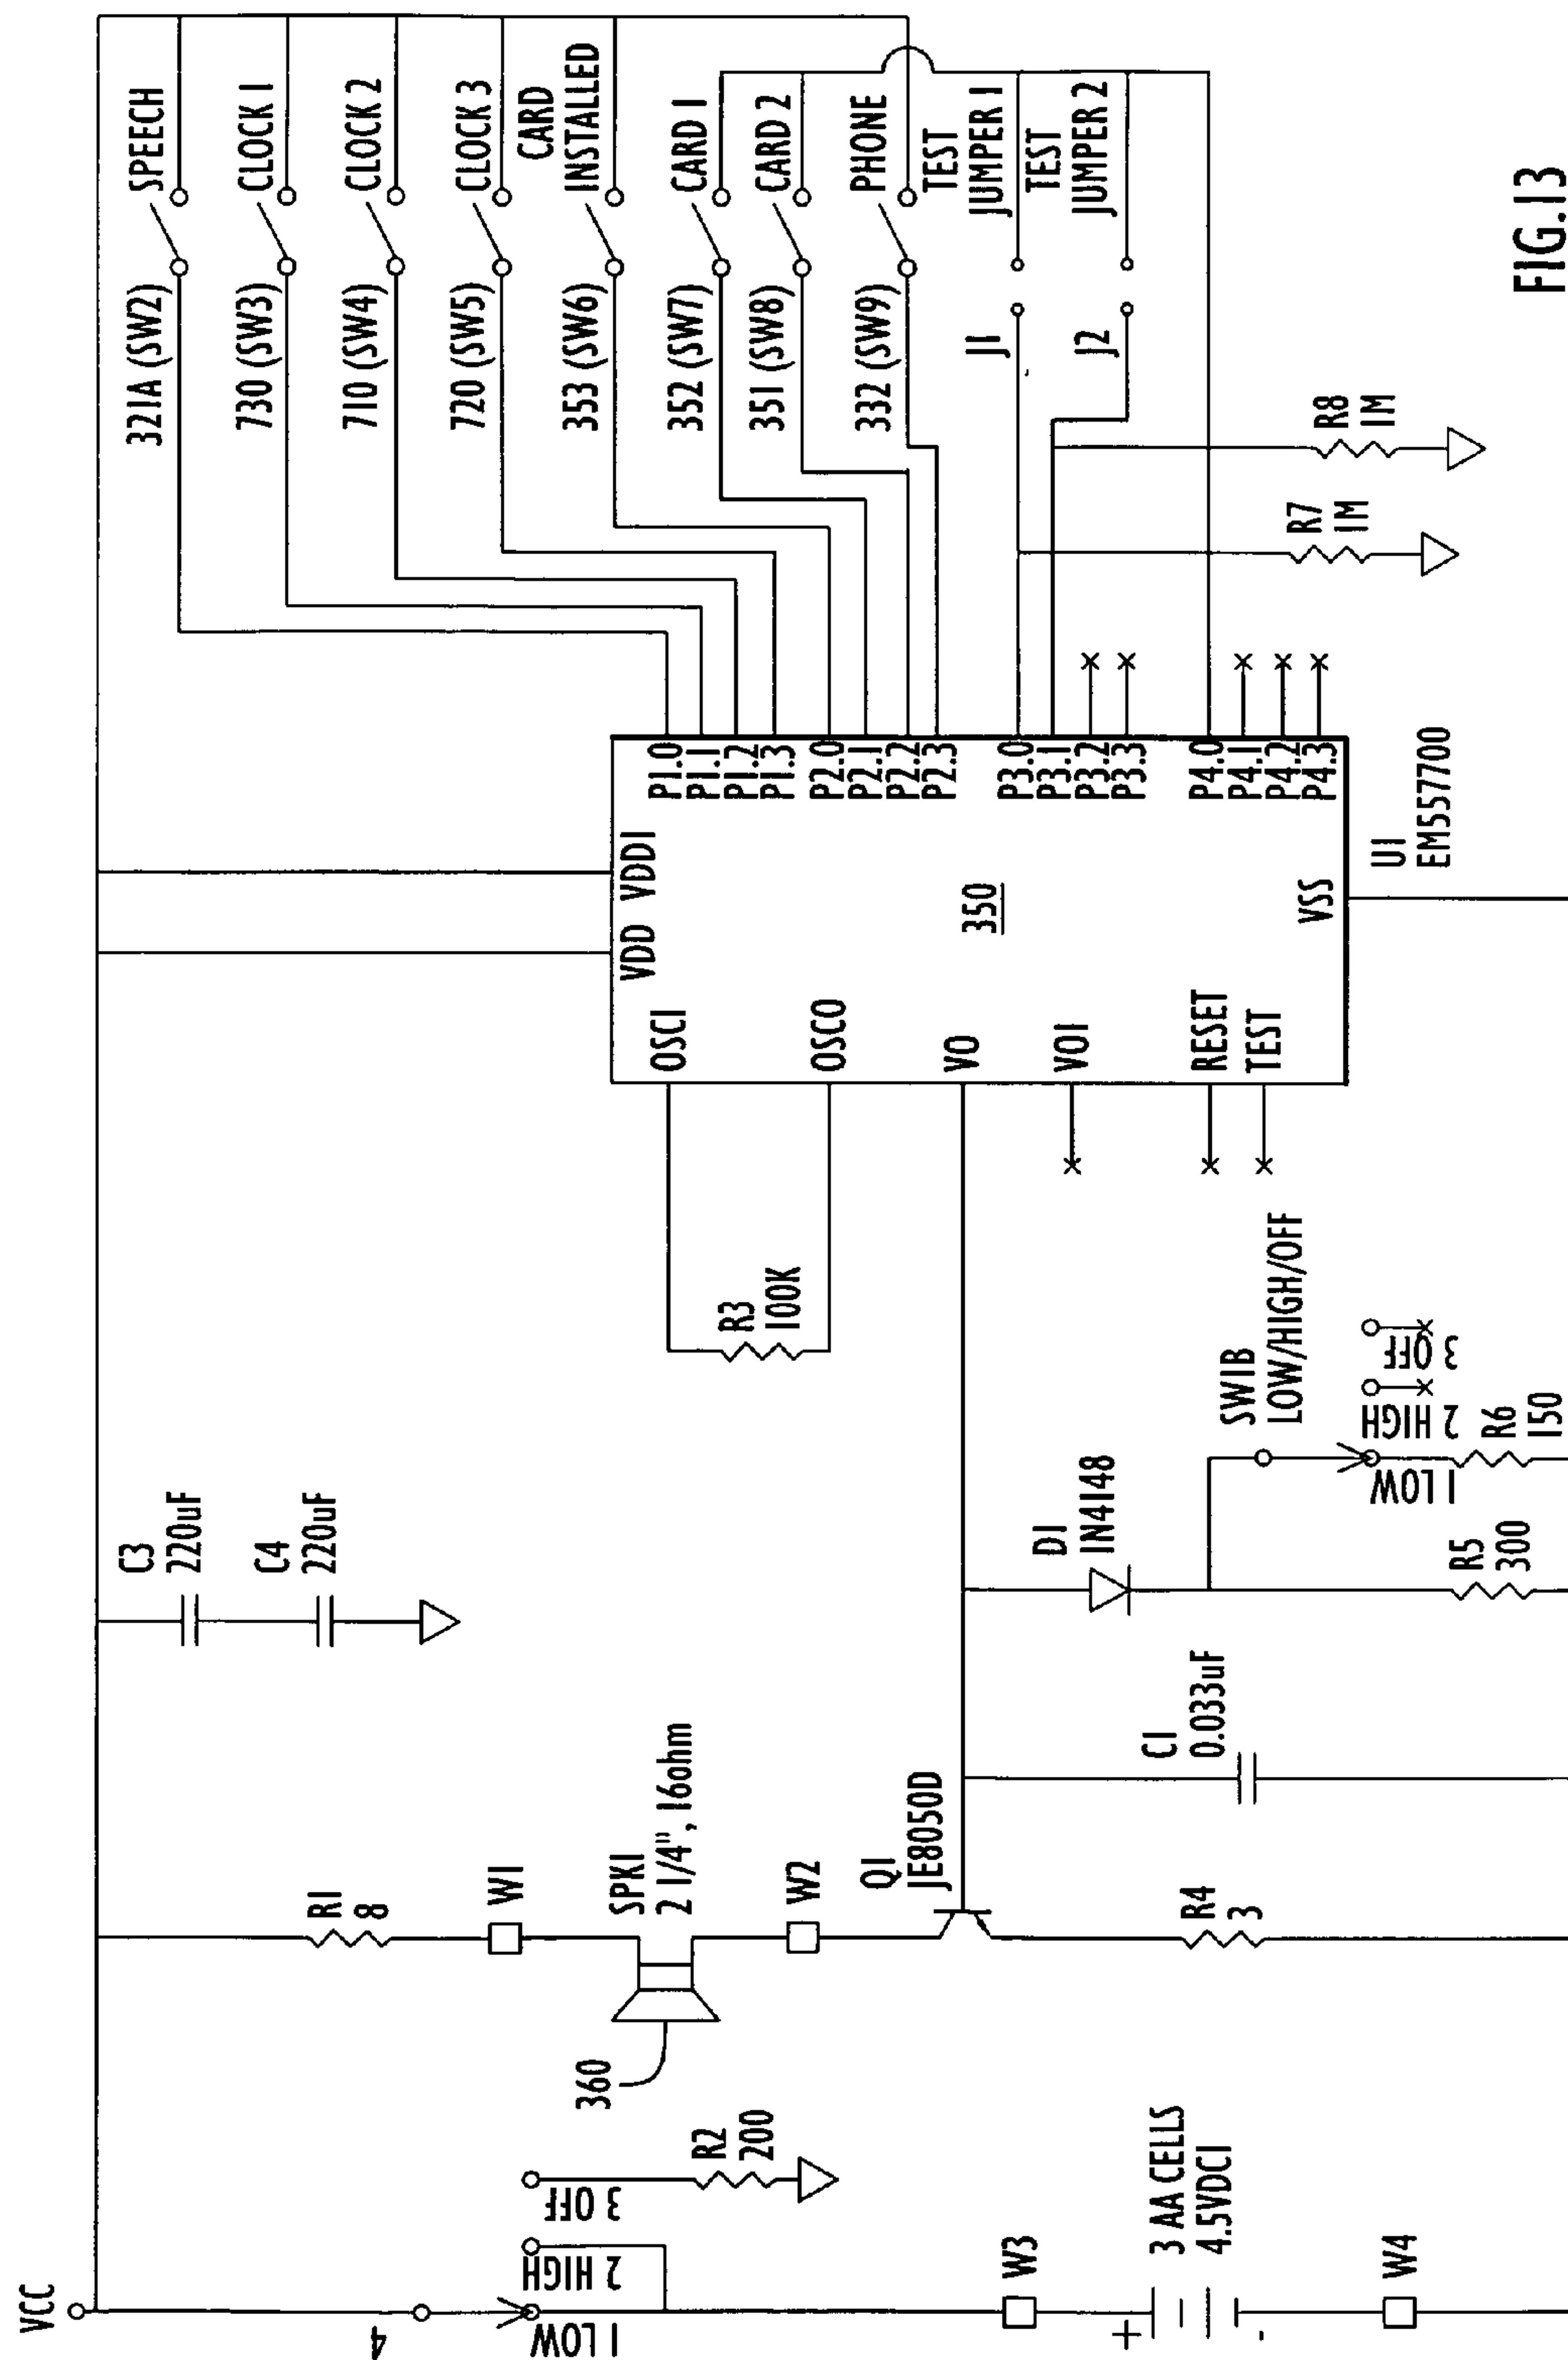 VCC
4
1 LOW
2 HIGH
3 OFF
R2
200
W3
3 AA CELLS
4.5VDC1
+
-
W4
R1
8
W1
SPK1
2 1/4", 16ohm
360
W2
Q1
JE8050D
R4
3
C3
220uF
C4
220uF
C1
0.033uF
D1
1N4148
R5
300
SW1B
LOW/HIGH/OFF
1 LOW
2 HIGH
3 OFF
R6
150
R3
100K
OSCI
OSCO
VO
VO1
RESET
TEST
VDD
VDD1
350
VSS
U1
EM557700
P1.0
P1.1
P1.2
P1.3
P2.0
P2.1
P2.2
P2.3
P3.0
P3.1
P3.2
P3.3
P4.0
P4.1
P4.2
P4.3
321A (SW2)
SPEECH
730 (SW3)
CLOCK 1
710 (SW4)
CLOCK 2
720 (SW5)
CLOCK 3
353 (SW6)
CARD
INSTALLED
352 (SW7)
CARD 1
351 (SW8)
CARD 2
332 (SW9)
PHONE
J1
TEST
JUMPER 1
J2
TEST
JUMPER 2
R7
1M
R8
1M
FIG.13